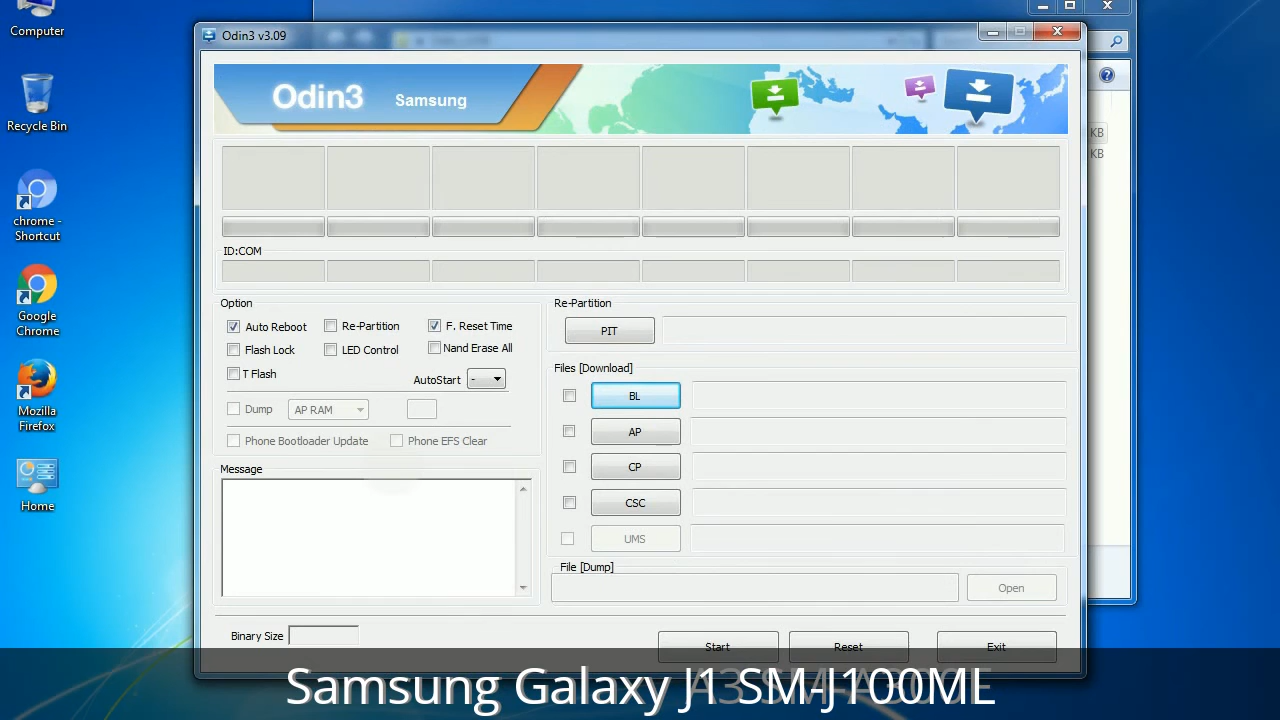 Computer
Recycle Bin
chrome - Shortcut
Google Chrome
Mozilla Firefox
Home
Odin3 v3.09
Odin3 Samsung
KB
KB
ID:COM
Option
Auto Reboot
Re-Partition
F. Reset Time
Flash Lock
LED Control
Nand Erase All
T Flash
AutoStart -
Dump
AP RAM
Phone Bootloader Update
Phone EFS Clear
Message
Re-Partition
PIT
Files [Download]
BL
AP
CP
CSC
UMS
File [Dump]
Open
Binary Size
Start
Reset
Exit
Samsung Galaxy J1 SM-J100ML